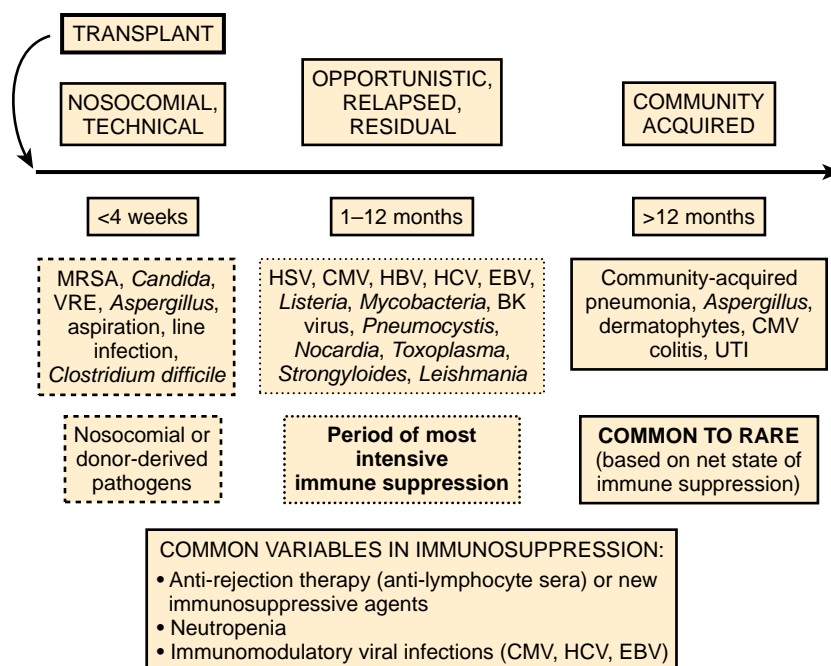 TRANSPLANT
NOSOCOMIAL,
TECHNICAL
OPPORTUNISTIC,
RELAPSED,
RESIDUAL
COMMUNITY
ACQUIRED
<4 weeks
1–12 months
>12 months
MRSA, Candida,
VRE, Aspergillus,
aspiration, line
infection,
Clostridium difficile
HSV, CMV, HBV, HCV, EBV,
Listeria, Mycobacteria, BK
virus, Pneumocystis,
Nocardia, Toxoplasma,
Strongyloides, Leishmania
Community-acquired
pneumonia, Aspergillus,
dermatophytes, CMV
colitis, UTI
Nosocomial or
donor-derived
pathogens
Period of most
intensive
immune suppression
COMMON TO RARE
(based on net state of
immune suppression)
COMMON VARIABLES IN IMMUNOSUPPRESSION:
• Anti-rejection therapy (anti-lymphocyte sera) or new
immunosuppressive agents
• Neutropenia
• Immunomodulatory viral infections (CMV, HCV, EBV)